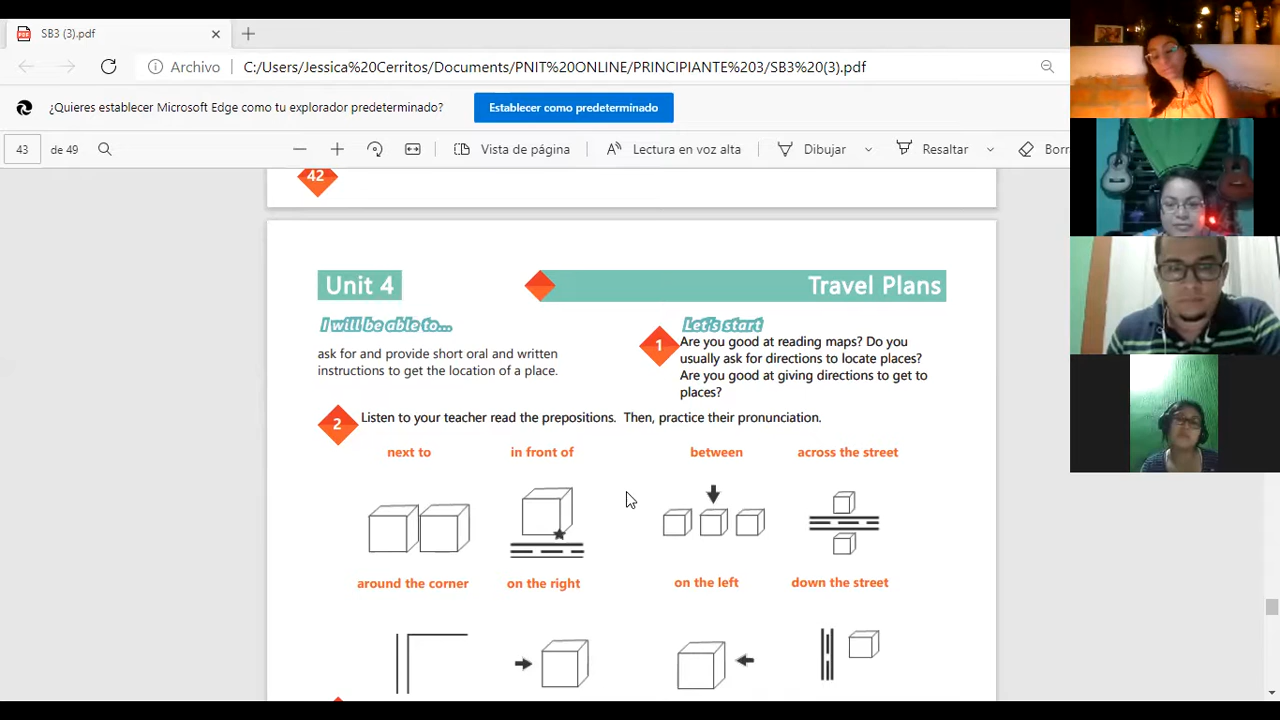 SB3 (3).pdf
Archivo C:/Users/Jessica%20Cerritos/Documents/PNIT%20ONLINE/PRINCIPIANTE%203/SB3%20(3).pdf
¿Quieres establecer Microsoft Edge como tu explorador predeterminado? Establecer como predeterminado
43 de 49 Vista de página Lectura en voz alta Dibujar Resaltar Borr
42
Unit 4 Travel Plans
I will be able to...
ask for and provide short oral and written
instructions to get the location of a place.
Let's start
1 Are you good at reading maps? Do you
usually ask for directions to locate places?
Are you good at giving directions to get to
places?
2 Listen to your teacher read the prepositions. Then, practice their pronunciation.
next to in front of between across the street
around the corner on the right on the left down the street